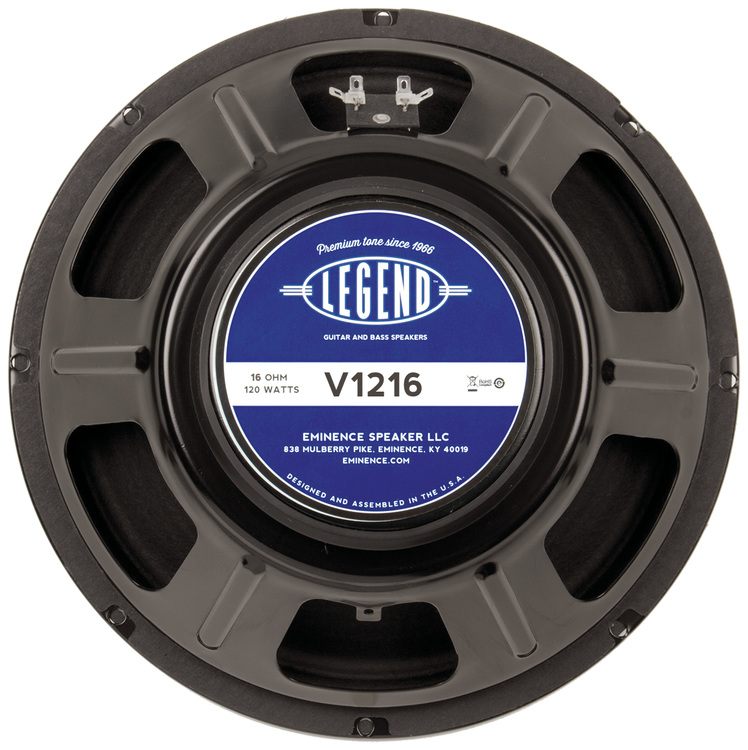 Premium tone since 1966
LEGEND™
GUITAR AND BASS SPEAKERS
16 OHM
120 WATTS
V1216
RoHS
EMINENCE SPEAKER LLC
838 MULBERRY PIKE, EMINENCE, KY 40019
EMINENCE.COM
DESIGNED AND ASSEMBLED IN THE U.S.A.